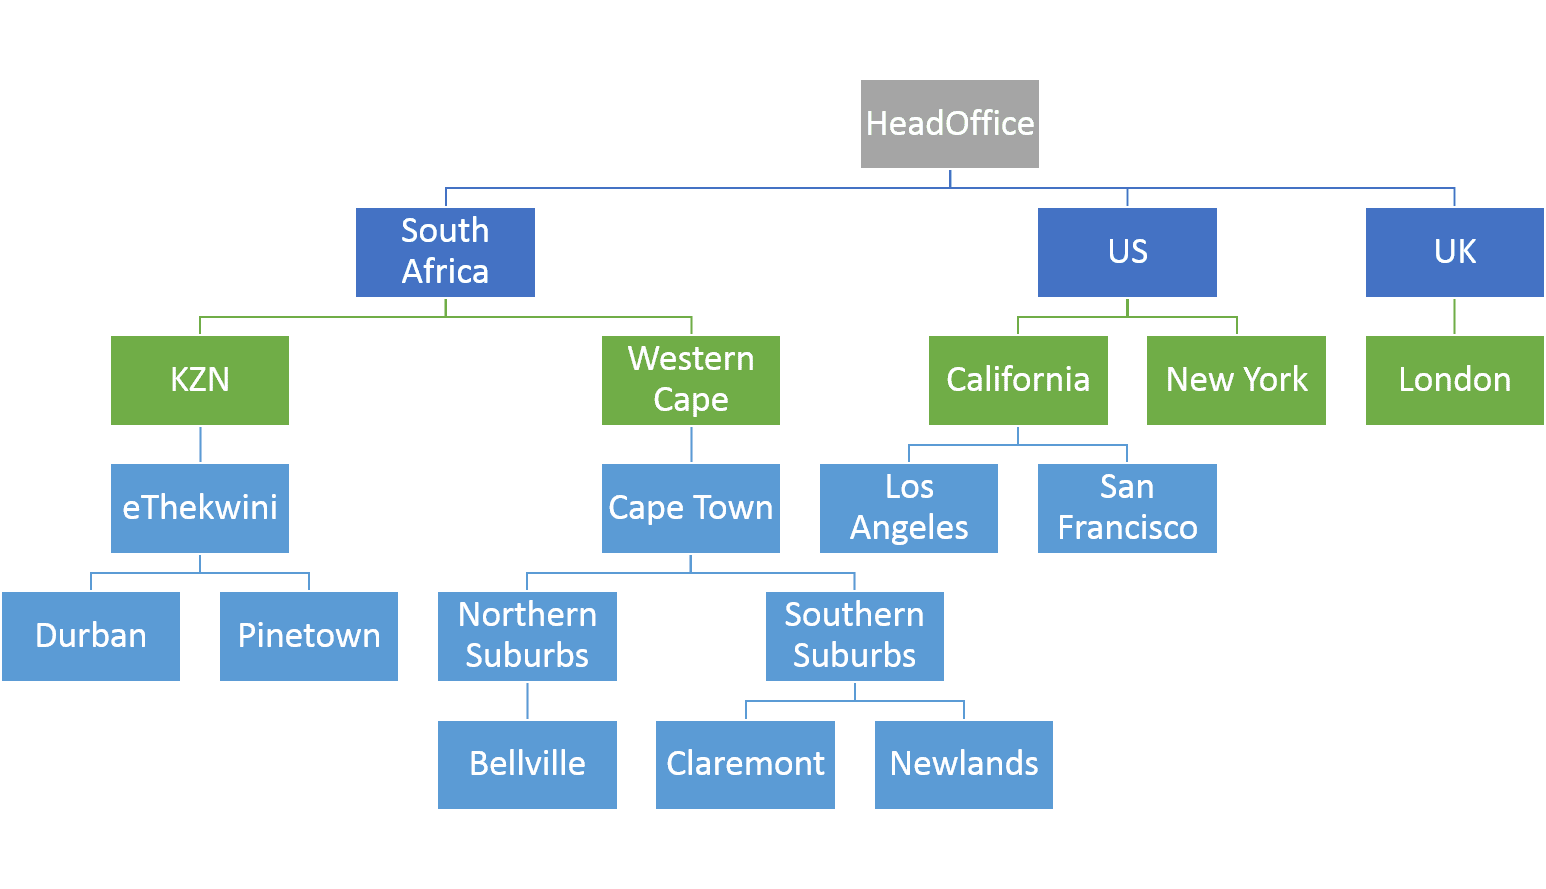 HeadOffice
South
Africa
US
UK
KZN
Western
Cape
California
New York
London
eThekwini
Cape Town
Los
Angeles
San
Francisco
Durban
Pinetown
Northern
Suburbs
Southern
Suburbs
Bellville
Claremont
Newlands